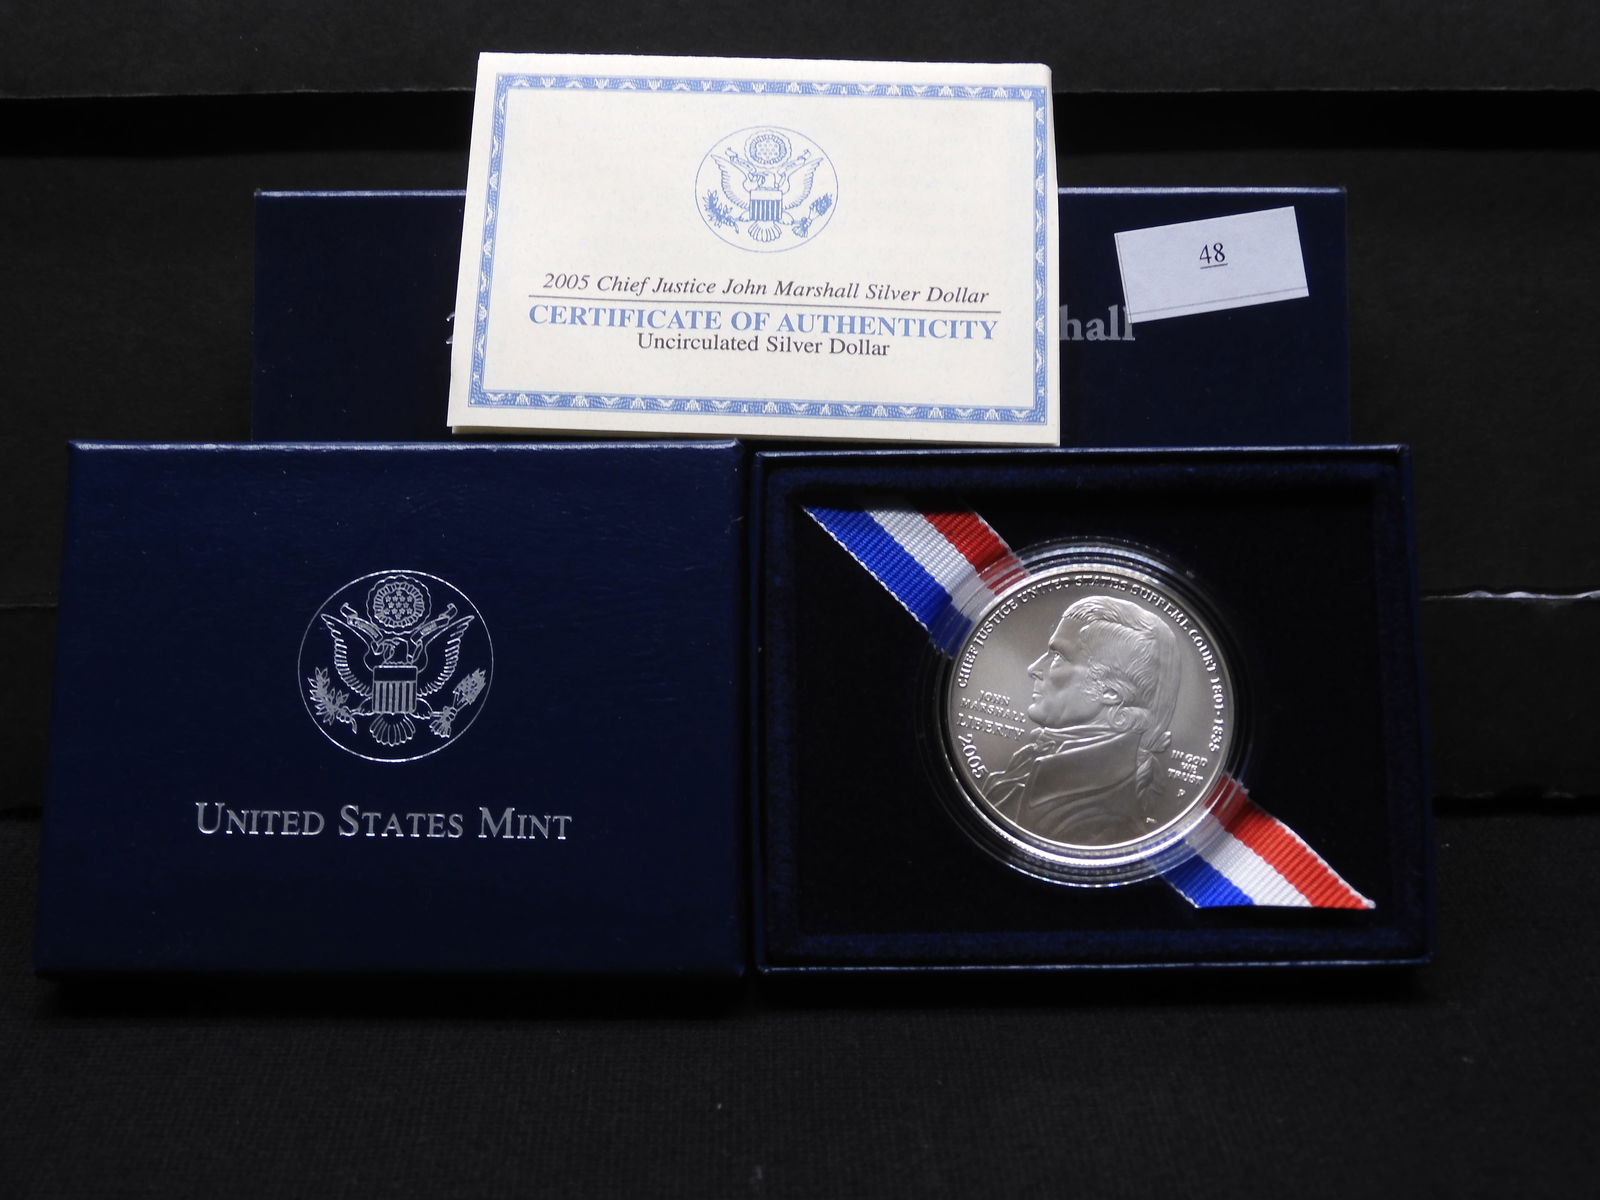 2005 Chief Justice John Marshall Silver Dollar
CERTIFICATE OF AUTHENTICITY
Uncirculated Silver Dollar
48
hall
UNITED STATES MINT
CHIEF JUSTICE UNITED STATES SUPREME COURT 1801-1835
JOHN
MARSHALL
LIBERTY
2005
IN GOD
WE
TRUST
P